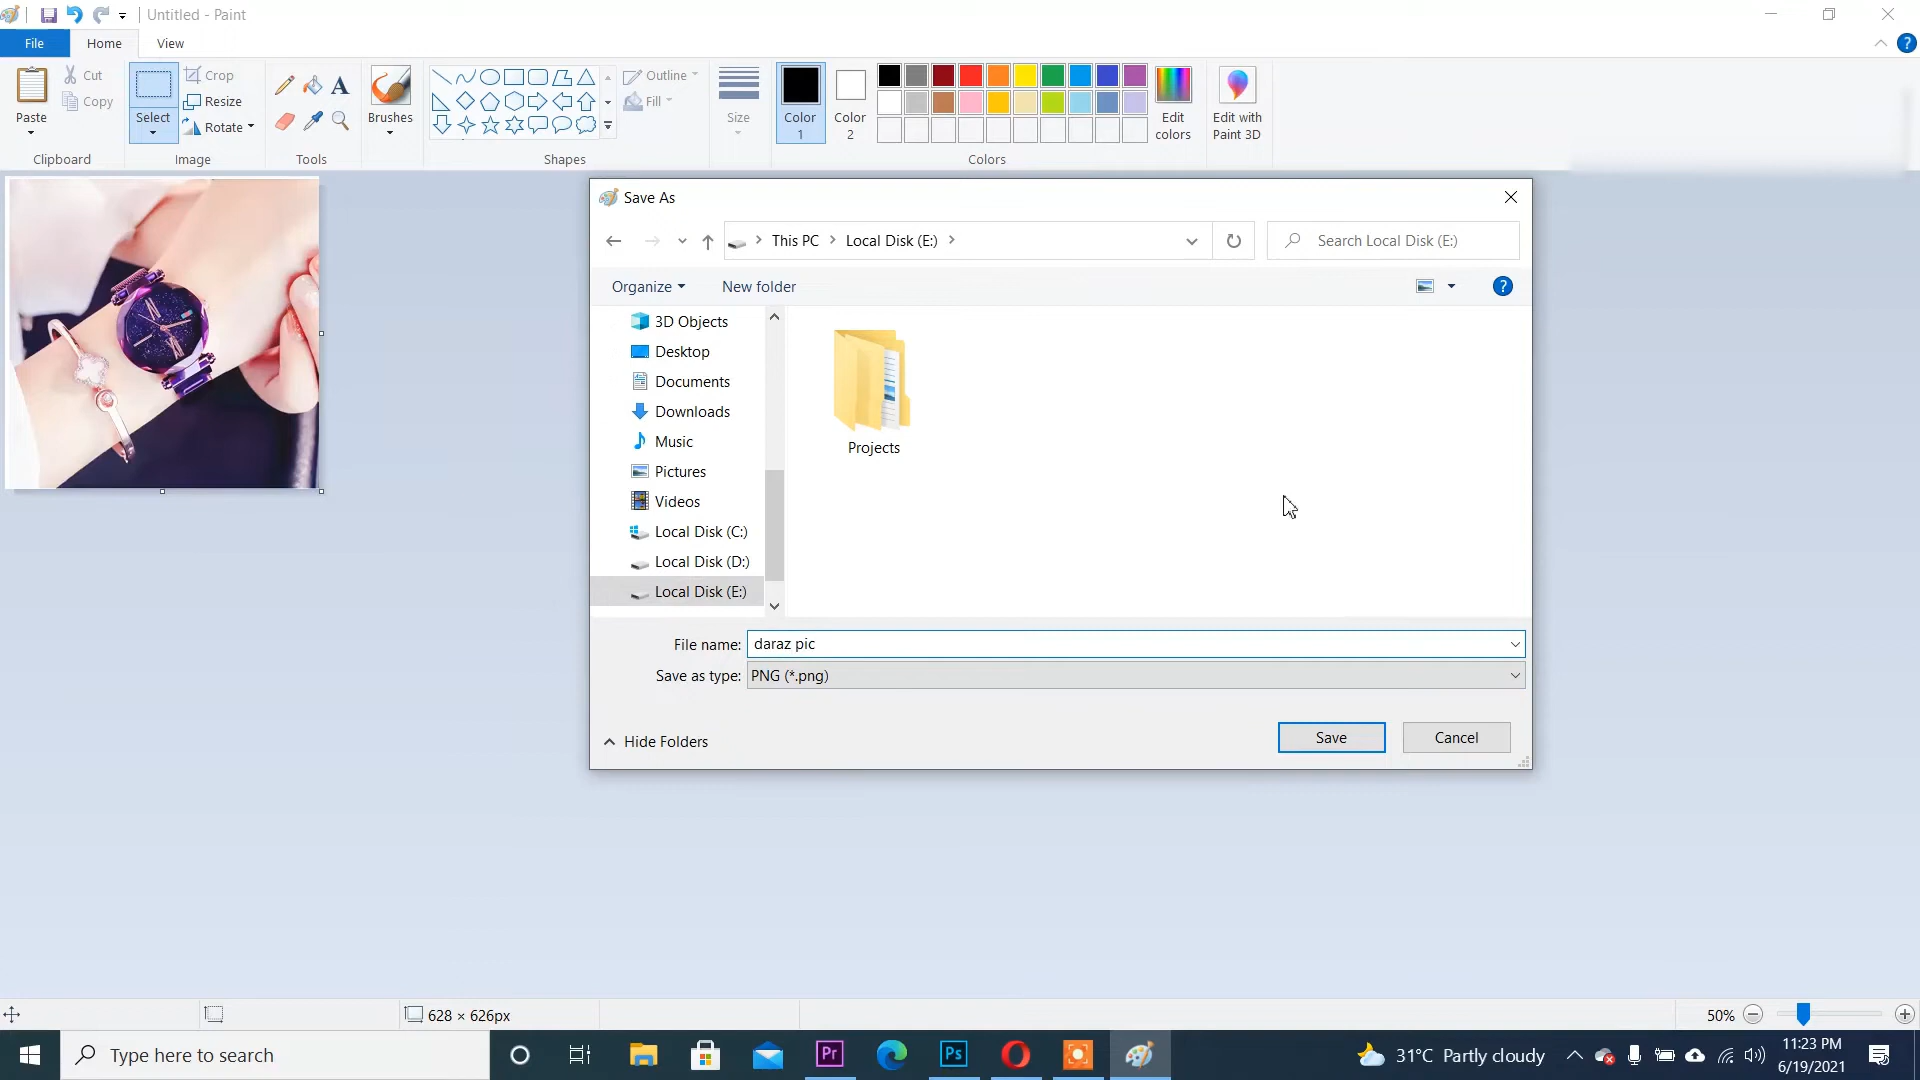 Untitled - Paint
File Home View
Paste
Cut
Copy
Clipboard
Select
Crop
Resize
Rotate
Image
A
Tools
Brushes
Shapes
Outline
Fill
Size
Color 1
Color 2
Colors
Edit colors
Edit with Paint 3D
?
Save As
This PC Local Disk (E:)
Search Local Disk (E:)
Organize New folder
?
3D Objects
Desktop
Documents
Downloads
Music
Pictures
Videos
Local Disk (C:)
Local Disk (D:)
Local Disk (E:)
Projects
File name: daraz pic
Save as type: PNG (*.png)
Hide Folders
Save
Cancel
628 × 626px
50%
Type here to search
Pr
Ps
31°C Partly cloudy
11:23 PM
6/19/2021